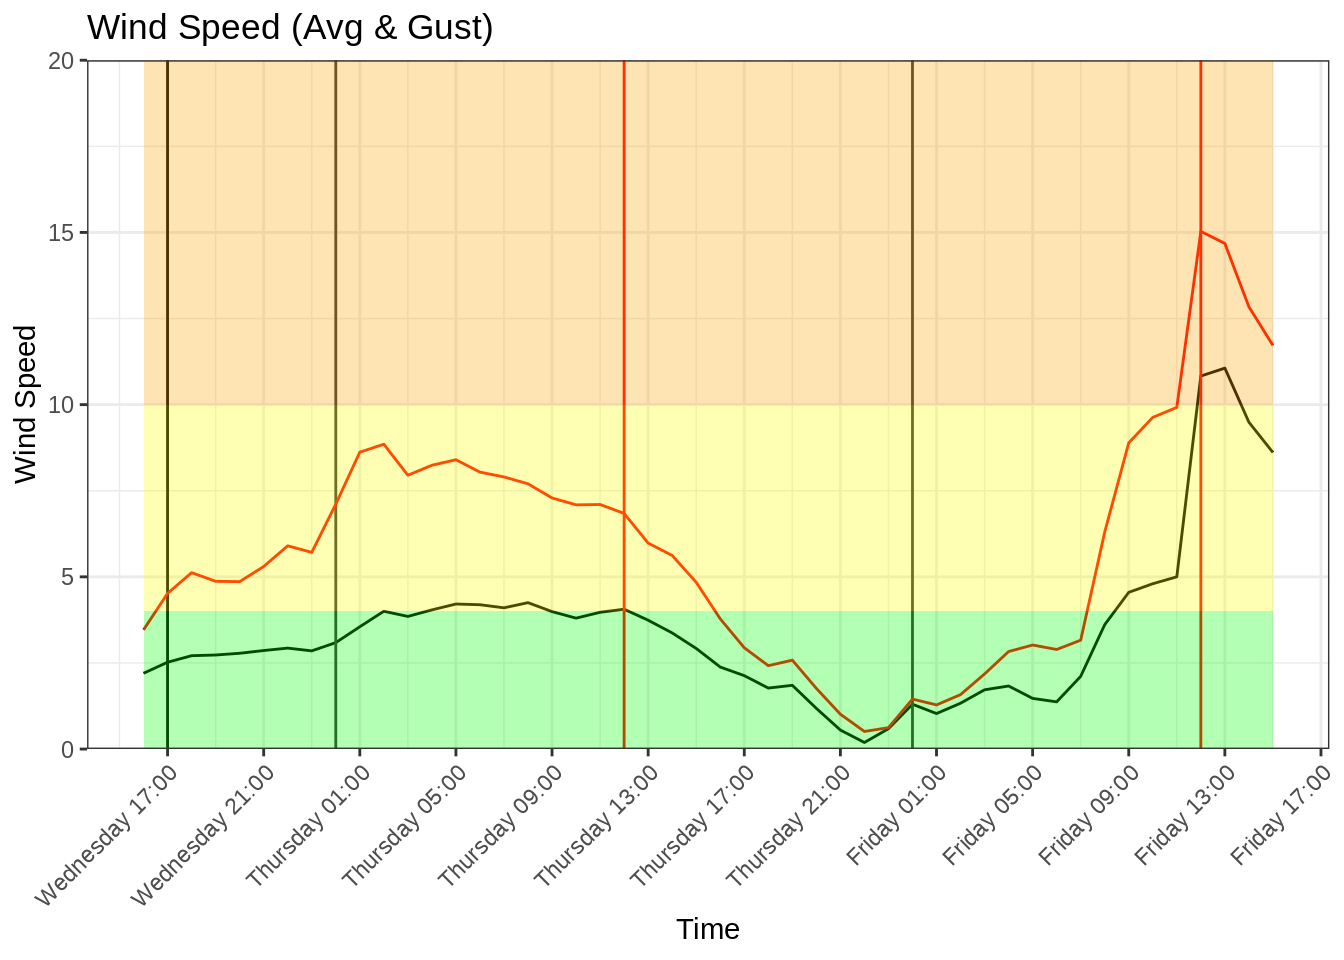 Wind Speed (Avg & Gust)
20
15
10
5
0
Wind Speed
Wednesday 17:00
Wednesday 21:00
Thursday 01:00
Thursday 05:00
Thursday 09:00
Thursday 13:00
Thursday 17:00
Thursday 21:00
Friday 01:00
Friday 05:00
Friday 09:00
Friday 13:00
Friday 17:00
Time